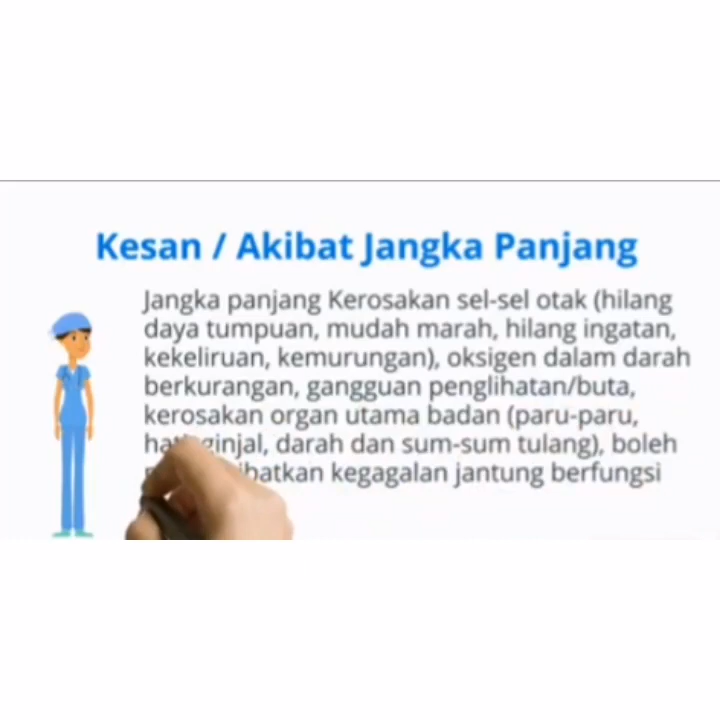 Kesan / Akibat Jangka Panjang
Jangka panjang Kerosakan sel-sel otak (hilang
daya tumpuan, mudah marah, hilang ingatan,
kekeliruan, kemurungan), oksigen dalam darah
berkurangan, gangguan penglihatan/buta,
kerosakan organ utama badan (paru-paru,
ginjal, darah dan sum-sum tulang), boleh
kegagalan jantung berfungsi